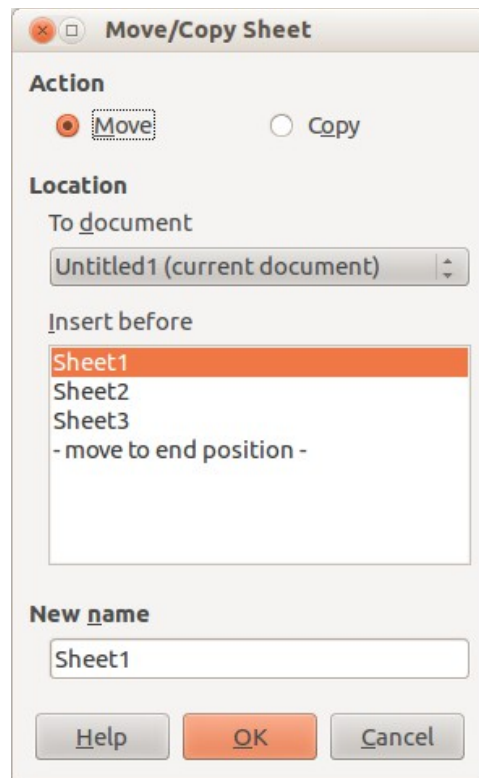 Move/Copy Sheet
Action
Move Copy
Location
To document
Untitled1 (current document)
Insert before
Sheet1
Sheet2
Sheet3
- move to end position -
New name
Sheet1
Help OK Cancel